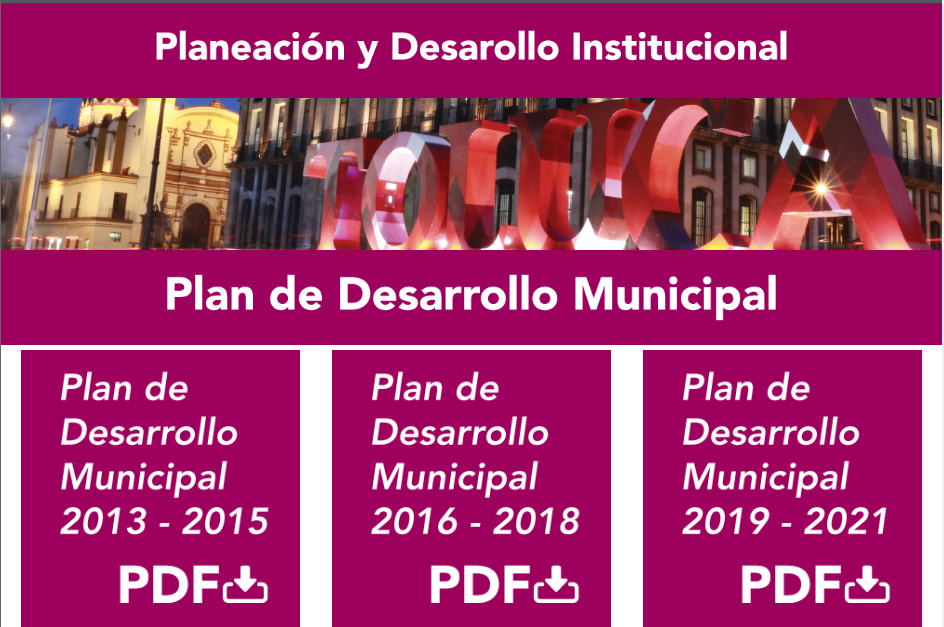 Planeación y Desarollo Institucional
TOLUCA
Plan de Desarrollo Municipal
Plan de
Desarrollo
Municipal
2013 - 2015
PDF
Plan de
Desarrollo
Municipal
2016 - 2018
PDF
Plan de
Desarrollo
Municipal
2019 - 2021
PDF